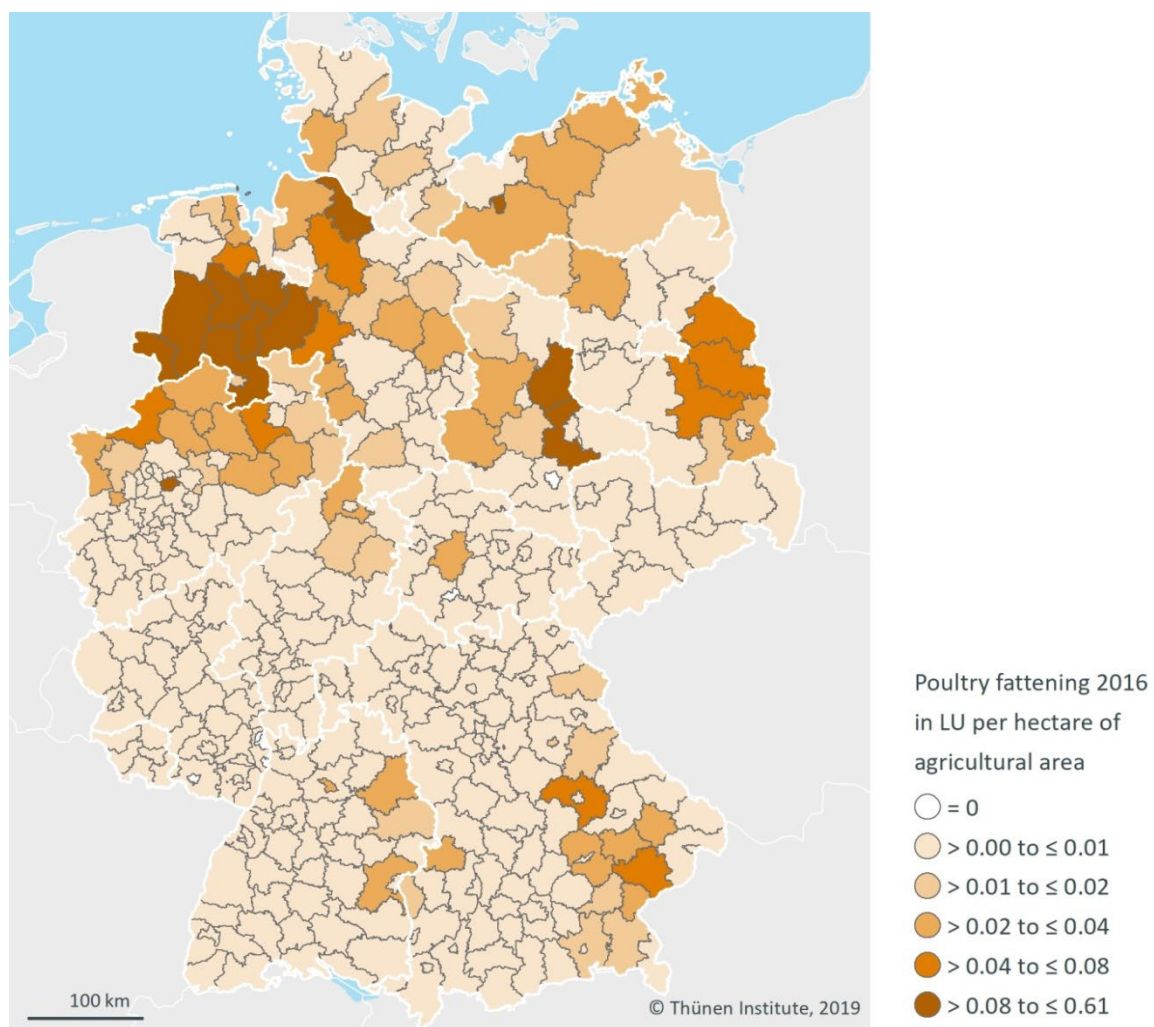 Poultry fattening 2016
in LU per hectare of
agricultural area
= 0
> 0.00 to ≤ 0.01
> 0.01 to ≤ 0.02
> 0.02 to ≤ 0.04
> 0.04 to ≤ 0.08
> 0.08 to ≤ 0.61
100 km
© Thünen Institute, 2019